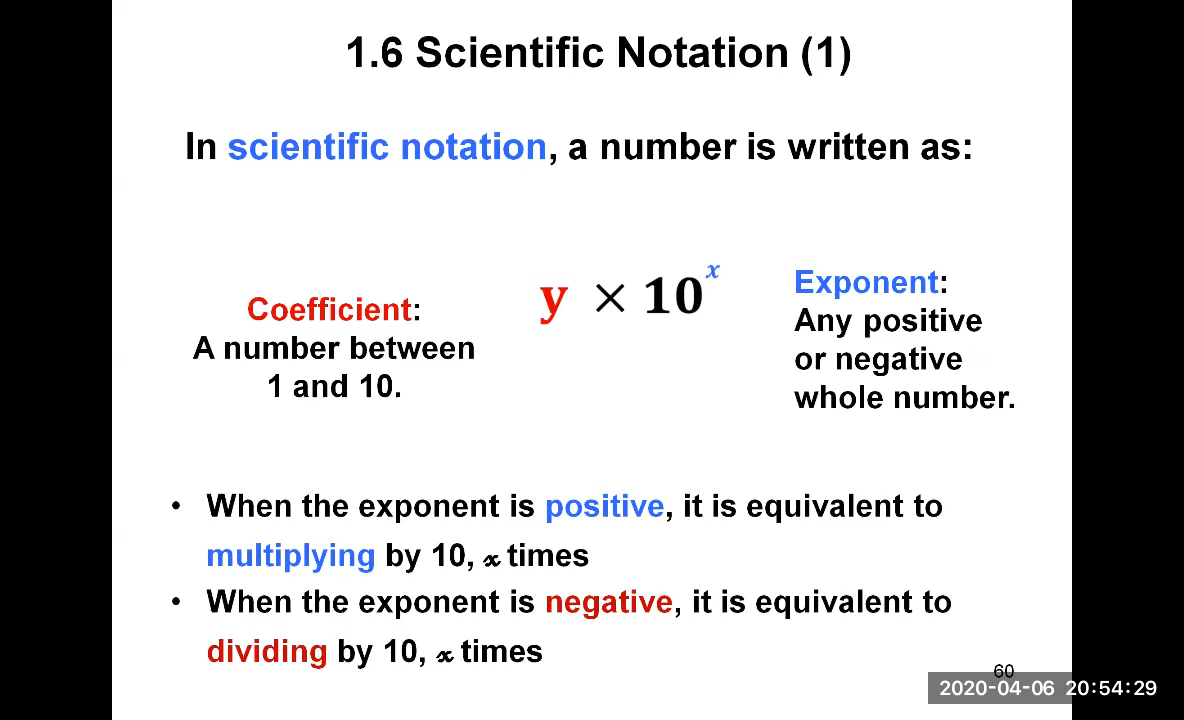 1.6 Scientific Notation (1)
In scientific notation, a number is written as:
Coefficient:
A number between
1 and 10.
y × 10ˣ
Exponent:
Any positive
or negative
whole number.
• When the exponent is positive, it is equivalent to
multiplying by 10, 𝓍 times
• When the exponent is negative, it is equivalent to
dividing by 10, 𝓍 times
60
2020-04-06 20:54:29